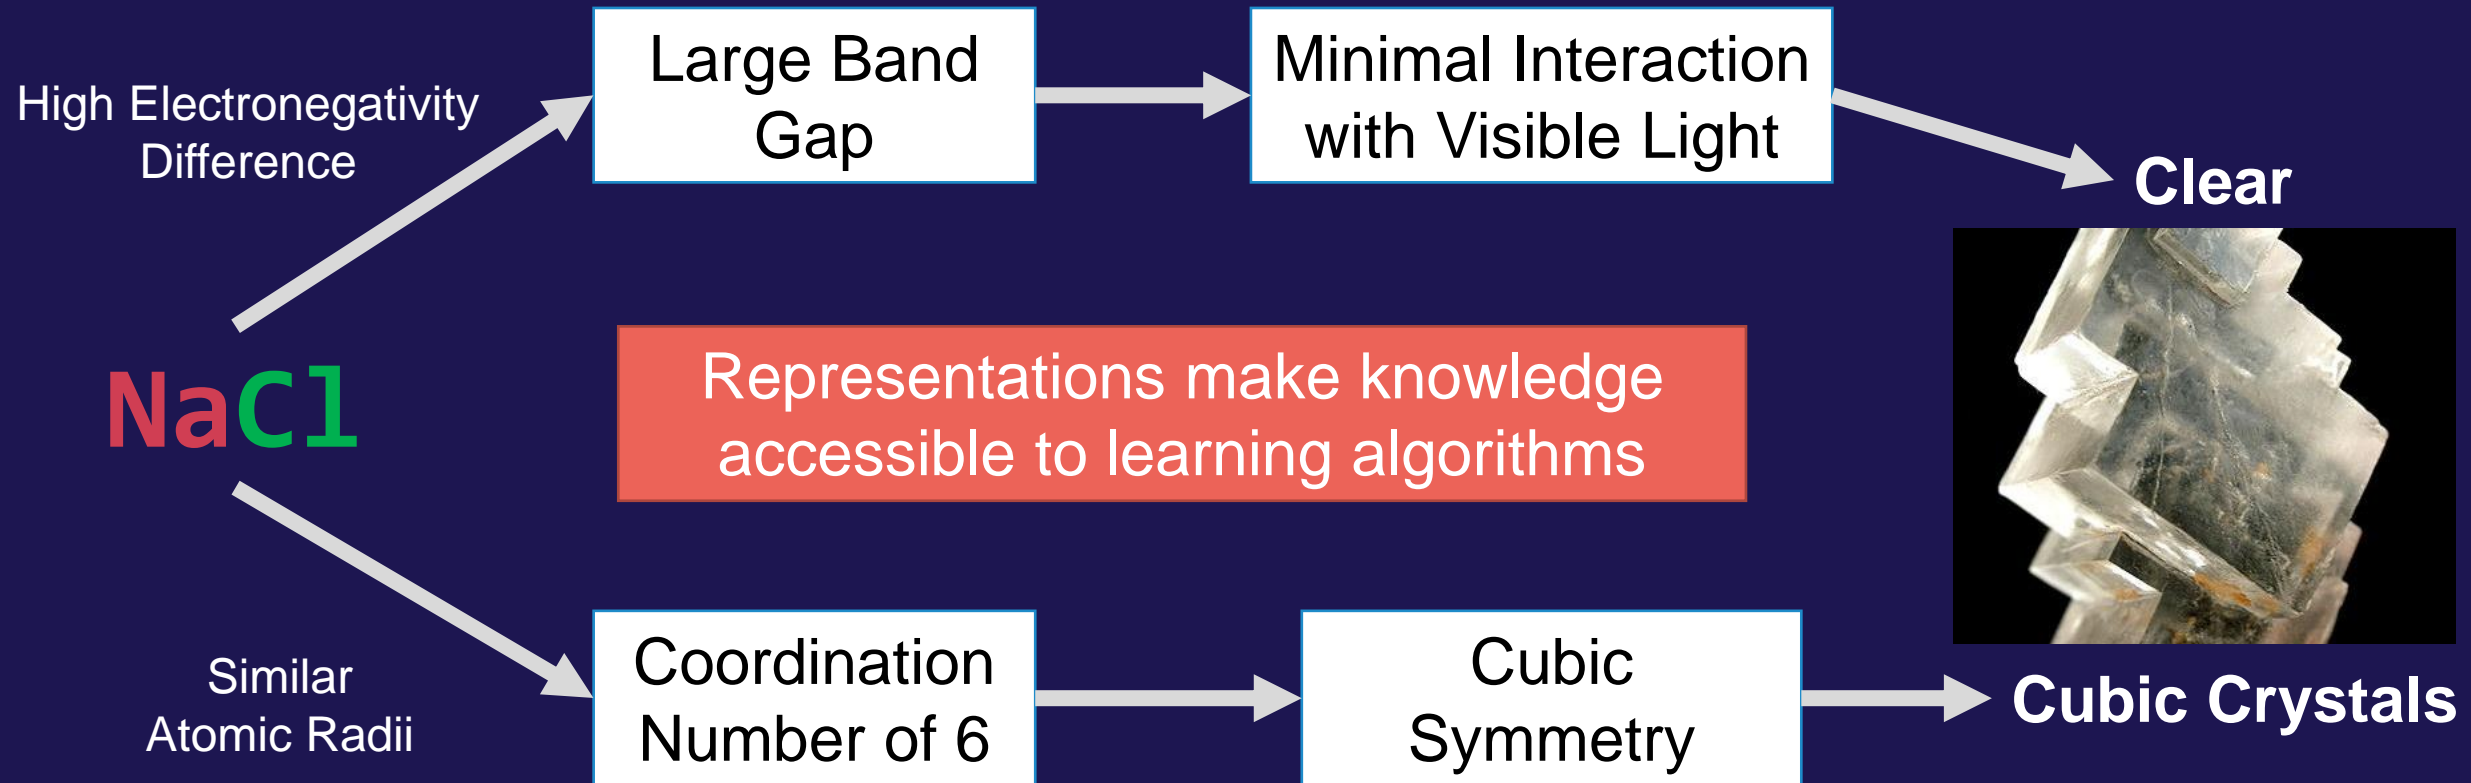 High Electronegativity
Difference
Large Band
Gap
Minimal Interaction
with Visible Light
Clear
NaCl
Representations make knowledge
accessible to learning algorithms
Similar
Atomic Radii
Coordination
Number of 6
Cubic
Symmetry
Cubic Crystals